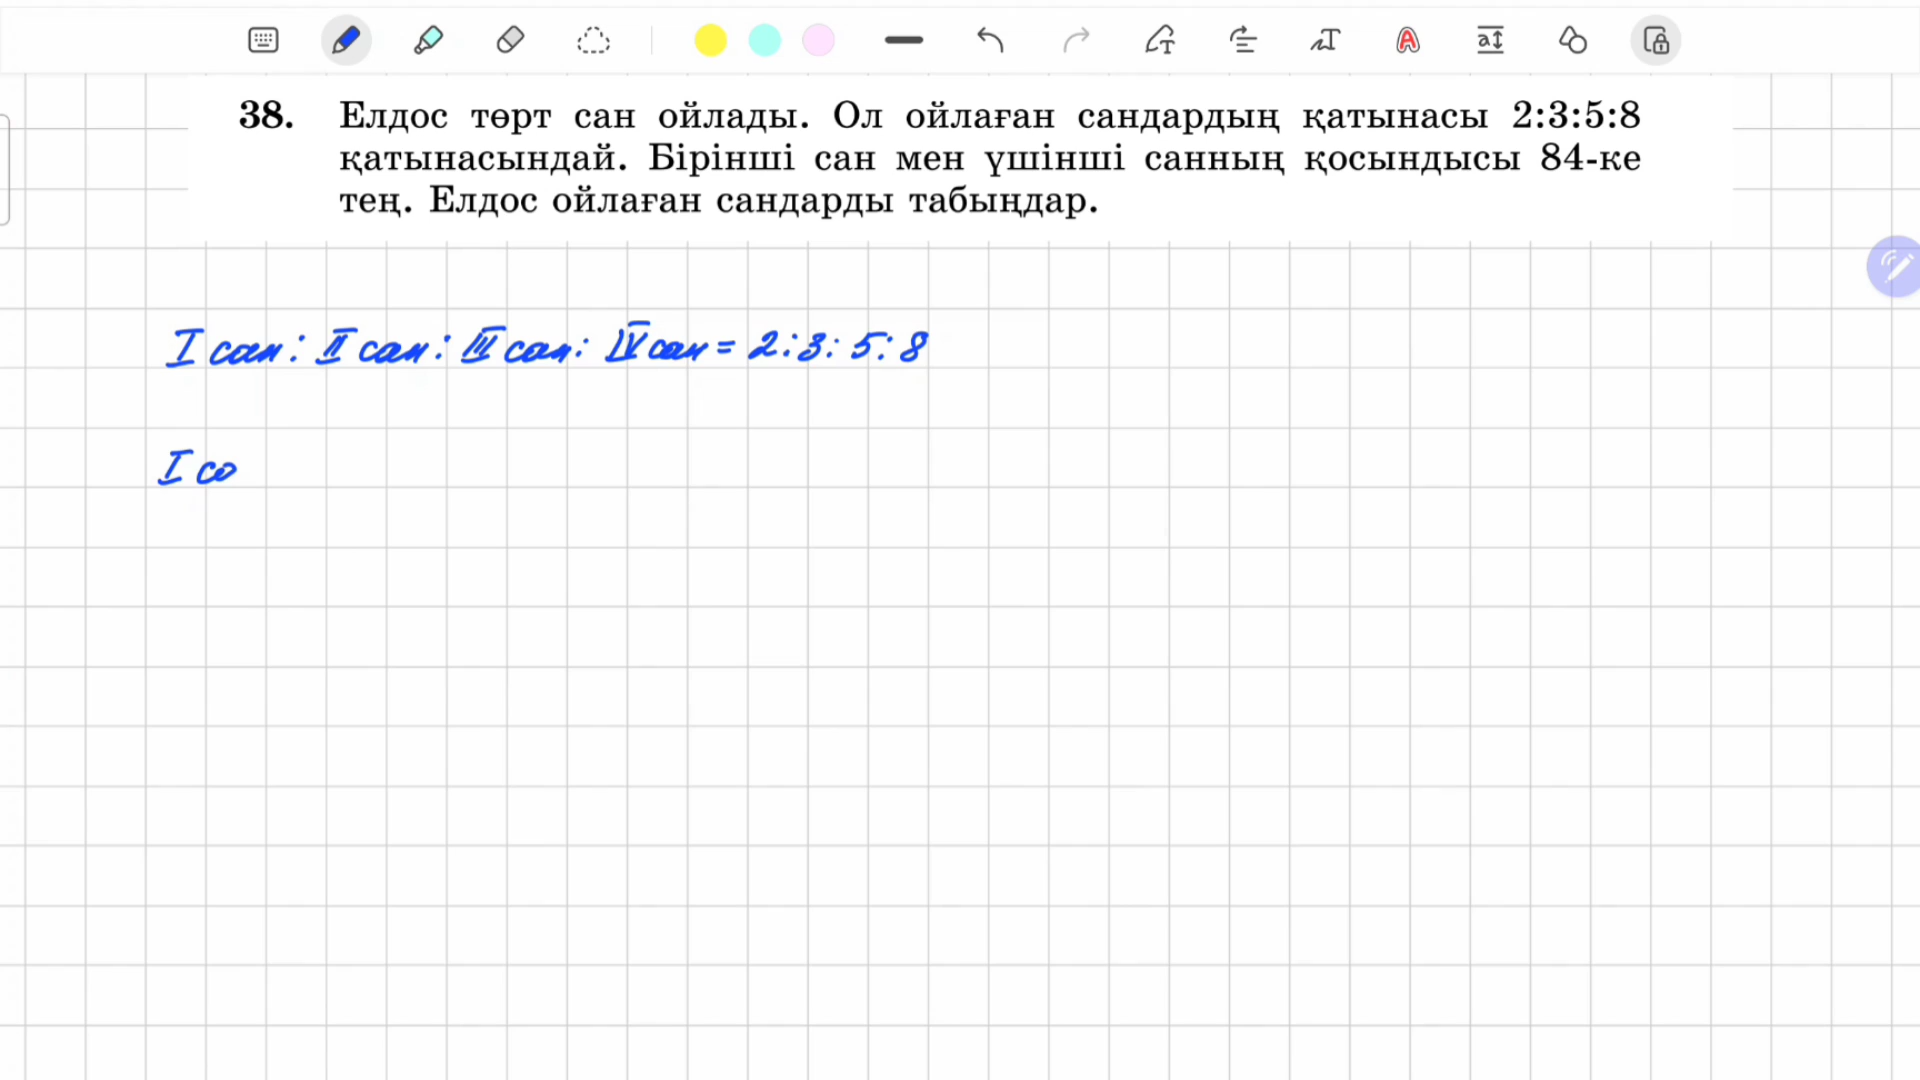 38. Елдос төрт сан ойлады. Ол ойлаған сандардың қатынасы 2:3:5:8
қатынасындай. Бірінші сан мен үшінші санның қосындысы 84-ке
тең. Елдос ойлаған сандарды табыңдар.
I сан: II сан: III сан: IV сан = 2:3:5:8
I са